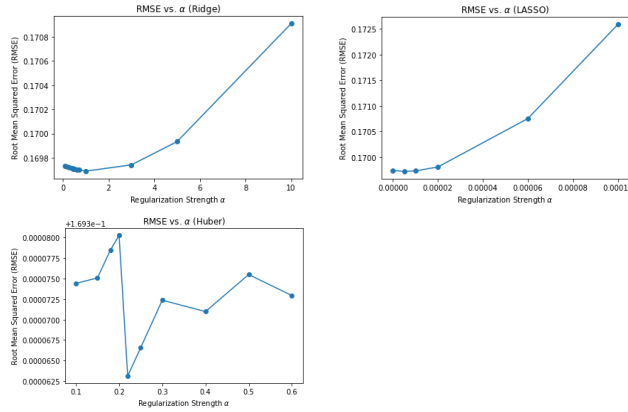 RMSE vs. α (Ridge)
Root Mean Squared Error (RMSE)
0.1708
0.1706
0.1704
0.1702
0.1700
0.1698
0 2 4 6 8 10
Regularization Strength α
RMSE vs. α (LASSO)
Root Mean Squared Error (RMSE)
0.1725
0.1720
0.1715
0.1710
0.1705
0.1700
0.00000 0.00002 0.00004 0.00006 0.00008 0.00010
Regularization Strength α
RMSE vs. α (Huber)
+1.693e−1
Root Mean Squared Error (RMSE)
0.0000800
0.0000775
0.0000750
0.0000725
0.0000700
0.0000675
0.0000650
0.0000625
0.1 0.2 0.3 0.4 0.5 0.6
Regularization Strength α